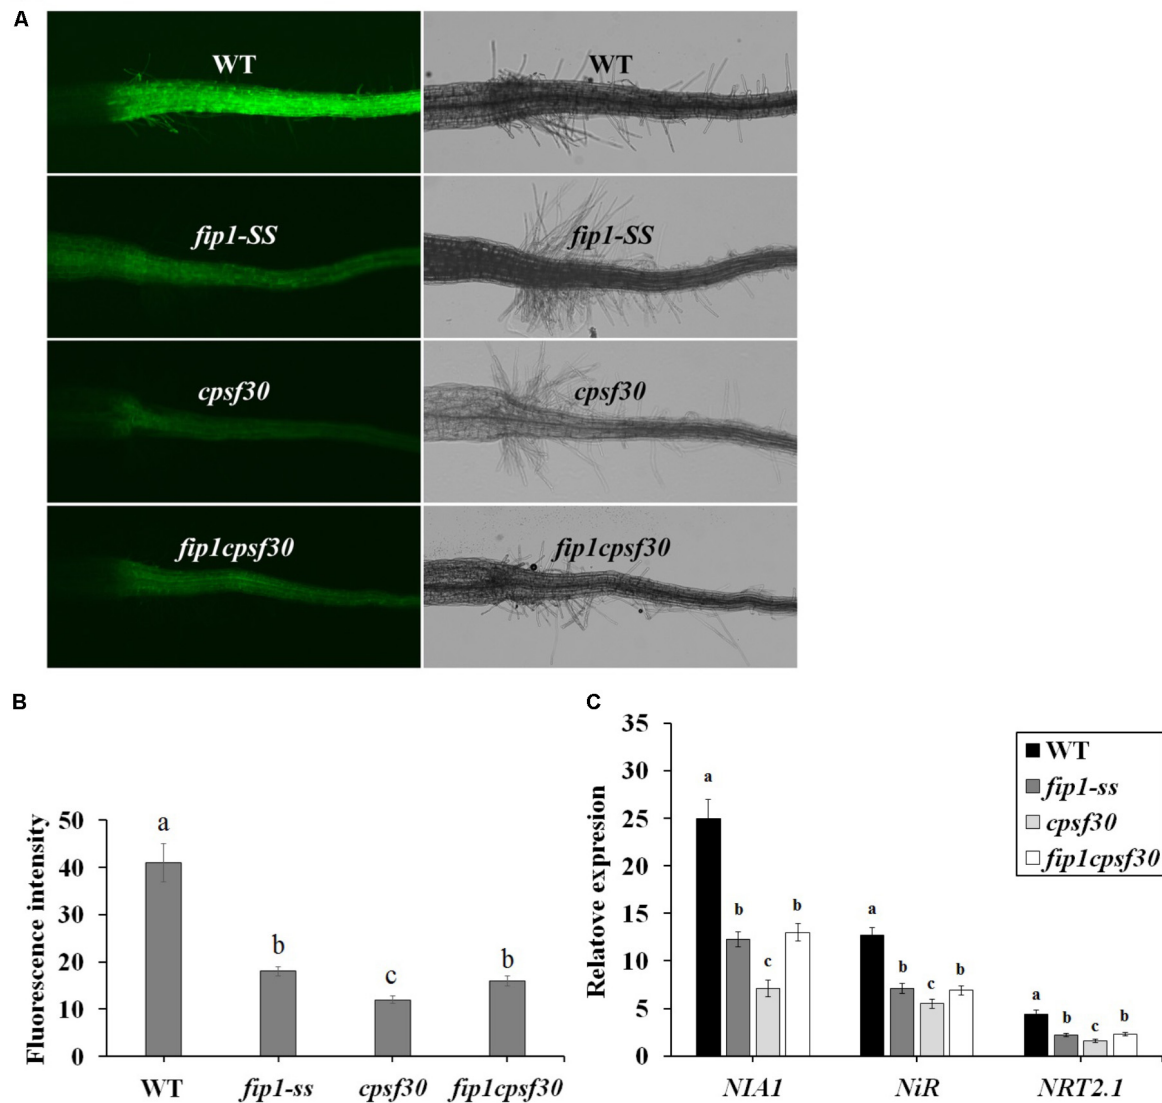 A
WT
WT
fip1-SS
fip1-SS
cpsf30
cpsf30
fip1cpsf30
fip1cpsf30
B
Fluorescence intensity
50
40
30
20
10
0
a
b
c
b
WT
fip1-ss
cpsf30
fip1cpsf30
C
Relatove expresion
35
30
25
20
15
10
5
0
a
b
c
b
a
b
c
b
a
b
c
b
NIA1
NiR
NRT2.1
WT
fip1-ss
cpsf30
fip1cpsf30